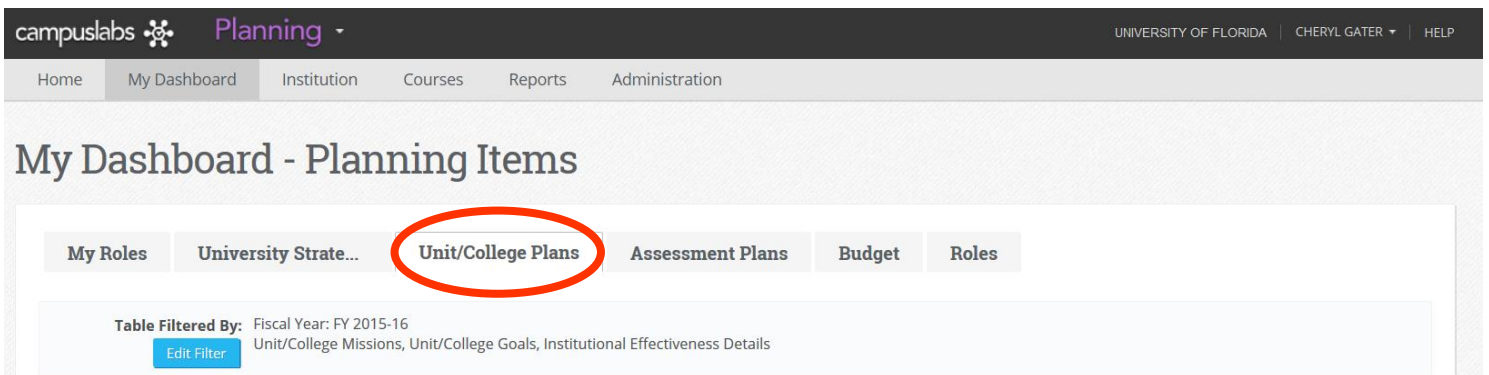 campuslabs Planning UNIVERSITY OF FLORIDA CHERYL GATER HELP
Home My Dashboard Institution Courses Reports Administration
My Dashboard - Planning Items
My Roles University Strate... Unit/College Plans Assessment Plans Budget Roles
Table Filtered By: Fiscal Year: FY 2015-16
Edit Filter Unit/College Missions, Unit/College Goals, Institutional Effectiveness Details